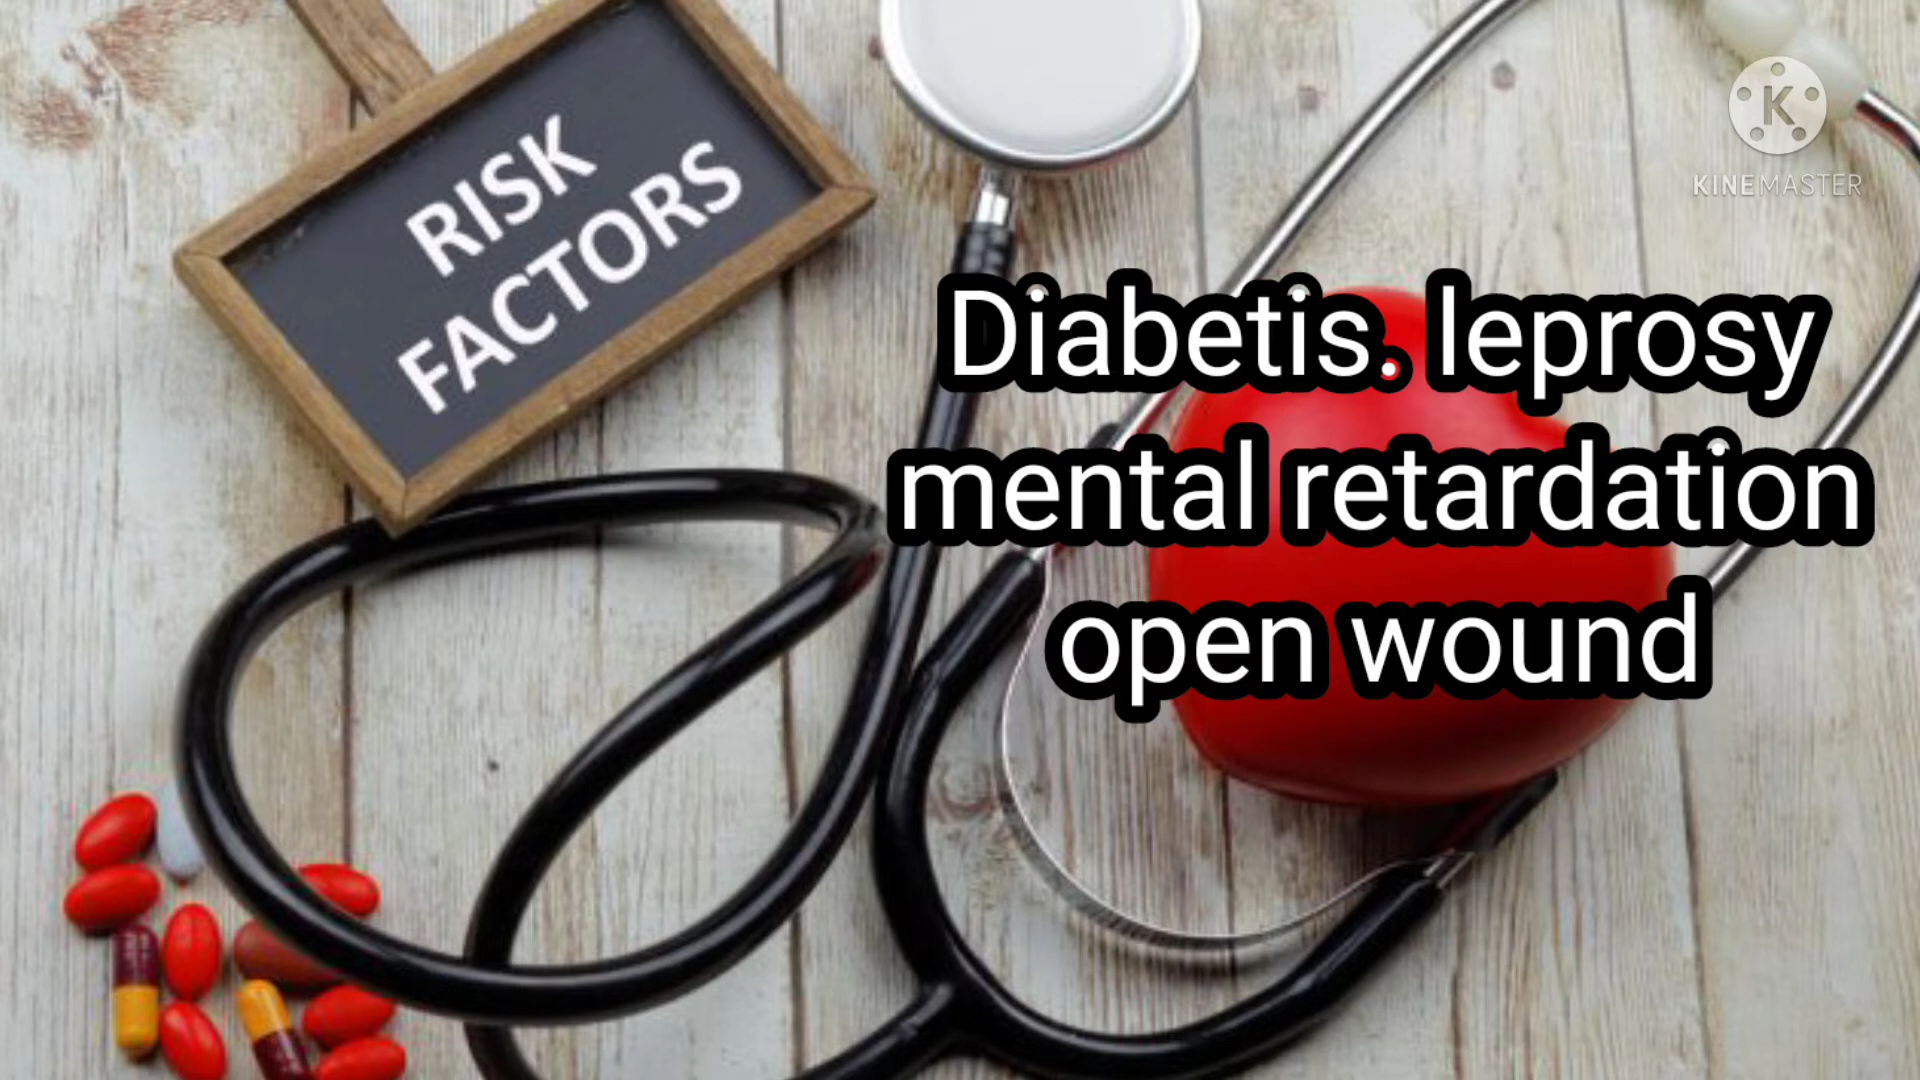 RISK
FACTORS
KINEMASTER
Diabetis. leprosy
mental retardation
open wound